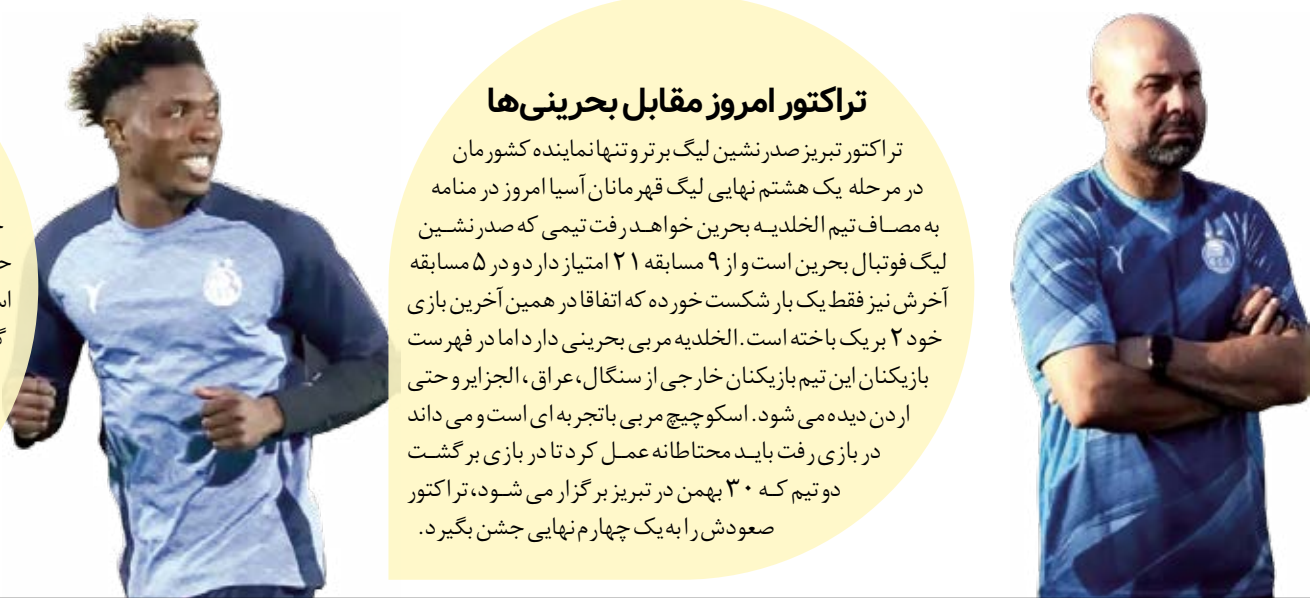 تراکتور امروز مقابل بحرینی‌ها
تراکتور تبریز صدرنشین لیگ برتر و تنها نماینده کشورمان
در مرحله یک هشتم نهایی لیگ قهرمانان آسیا امروز در منامه
به مصاف تیم الخلدیه بحرین خواهد رفت تیمی که صدرنشین
لیگ فوتبال بحرین است و از ۹ مسابقه ۲۱ امتیاز دارد و در ۵ مسابقه
آخرش نیز فقط یک بار شکست خورده که اتفاقا در همین آخرین بازی
خود ۲ بر یک باخته است. الخلدیه مربی بحرینی دارد اما در فهرست
بازیکنان این تیم بازیکنان خارجی از سنگال، عراق، الجزایر و حتی
اردن دیده می شود. اسکوچیچ مربی باتجربه ای است و می داند
در بازی رفت باید محتاطانه عمل کرد تا در بازی برگشت
دو تیم که ۳۰ بهمن در تبریز برگزار می شود، تراکتور
صعودش را به یک چهارم نهایی جشن بگیرد.